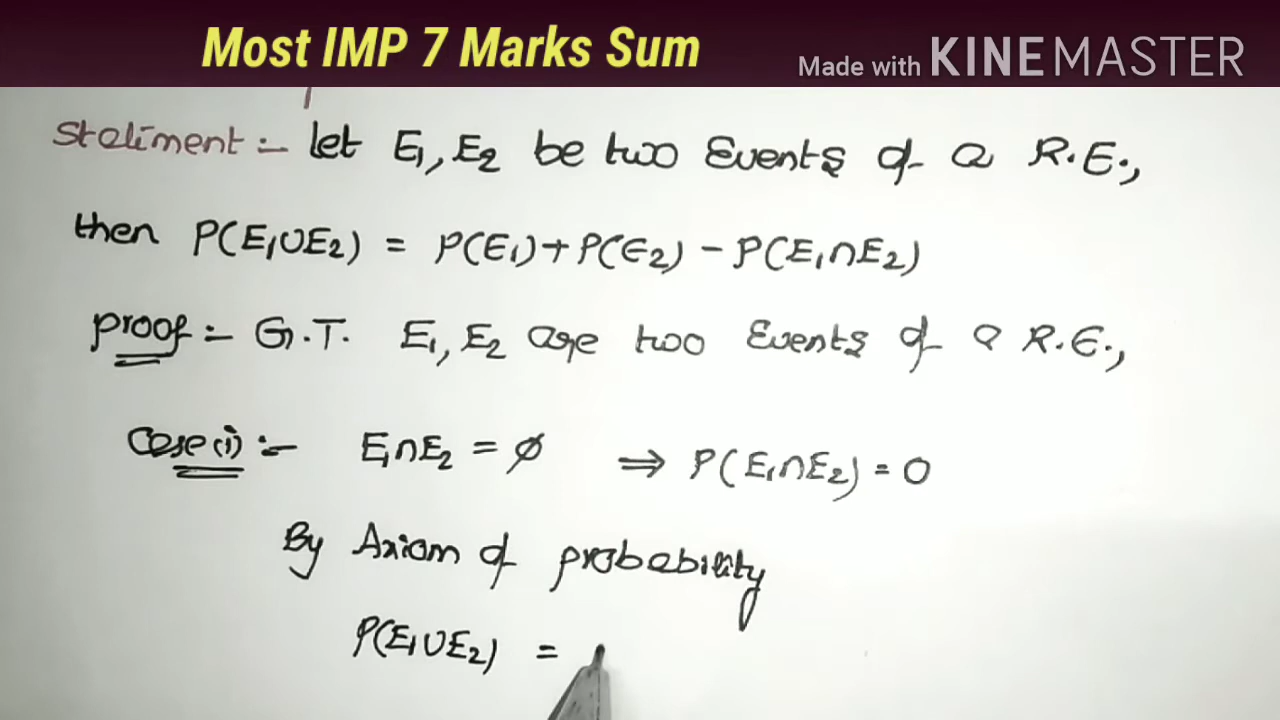 Most IMP 7 Marks Sum
Made with KINEMASTER
Statiment :- let E₁, E₂ be two Events of a R.E.,
then P(E₁∪E₂) = P(E₁)+P(E₂) - P(E₁∩E₂)
proof :- G.T. E₁, E₂ are two Events of a R.E.,
Case(i) :- E₁∩E₂ = ∅ ⇒ P(E₁∩E₂) = 0
By Axiom of probability
P(E₁∪E₂) =